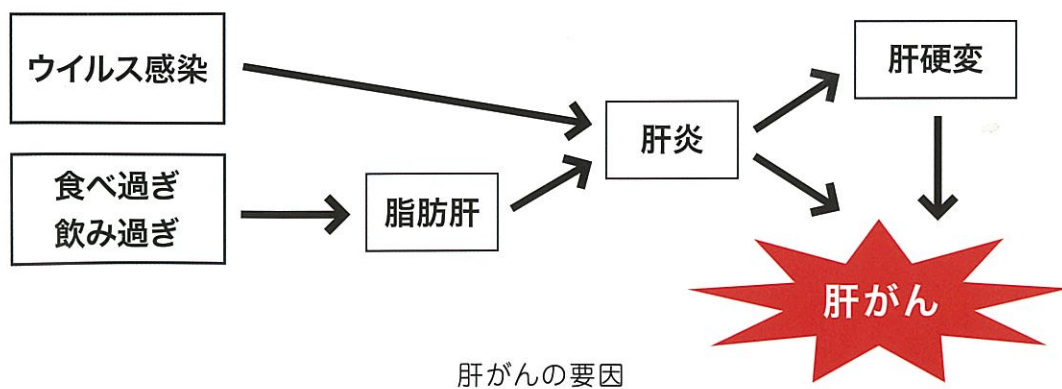 ウイルス感染
食べ過ぎ
飲み過ぎ
脂肪肝
肝炎
肝硬変
肝がん
肝がんの要因